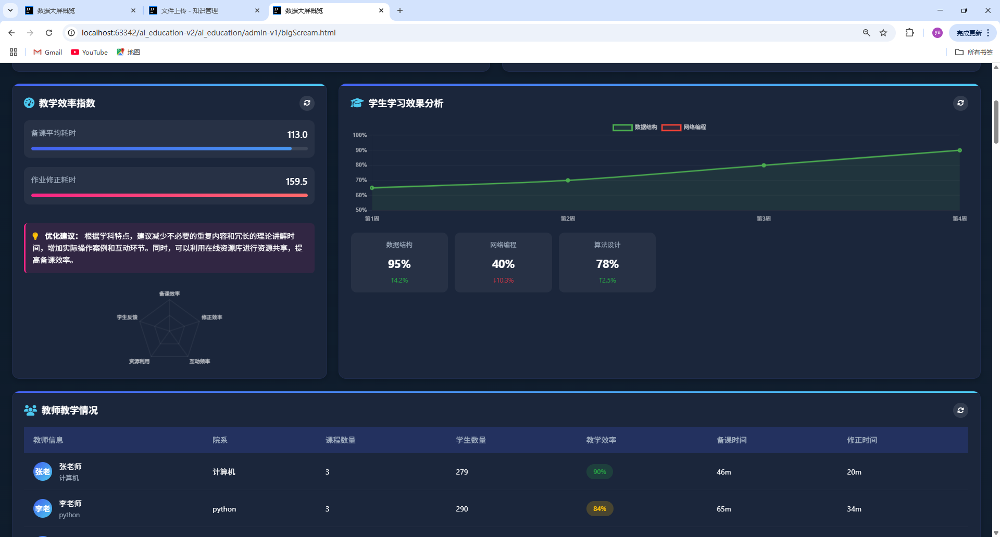 数据大屏概览
文件上传 - 知识管理
数据大屏概览
localhost:63342/ai_education-v2/ai_education/admin-v1/bigScream.html
ya
完成更新
Gmail
YouTube
地图
所有书签
教学效率指数
备课平均耗时
113.0
作业修正耗时
159.5
优化建议： 根据学科特点，建议减少不必要的重复内容和冗长的理论讲解时
间，增加实际操作案例和互动环节。同时，可以利用在线资源库进行资源共享，提
高备课效率。
备课效率
学生反馈
修正效率
资源利用
互动频率
学生学习效果分析
数据结构
网络编程
100%
90%
80%
70%
60%
50%
第1周
第2周
第3周
第4周
数据结构
95%
↑4.2%
网络编程
40%
↓10.3%
算法设计
78%
↑2.5%
教师教学情况
教师信息 院系 课程数量 学生数量 教学效率 备课时间 修正时间
张老 张老师 计算机 计算机 3 279 90% 46m 20m
李老 李老师 python python 3 290 84% 65m 34m